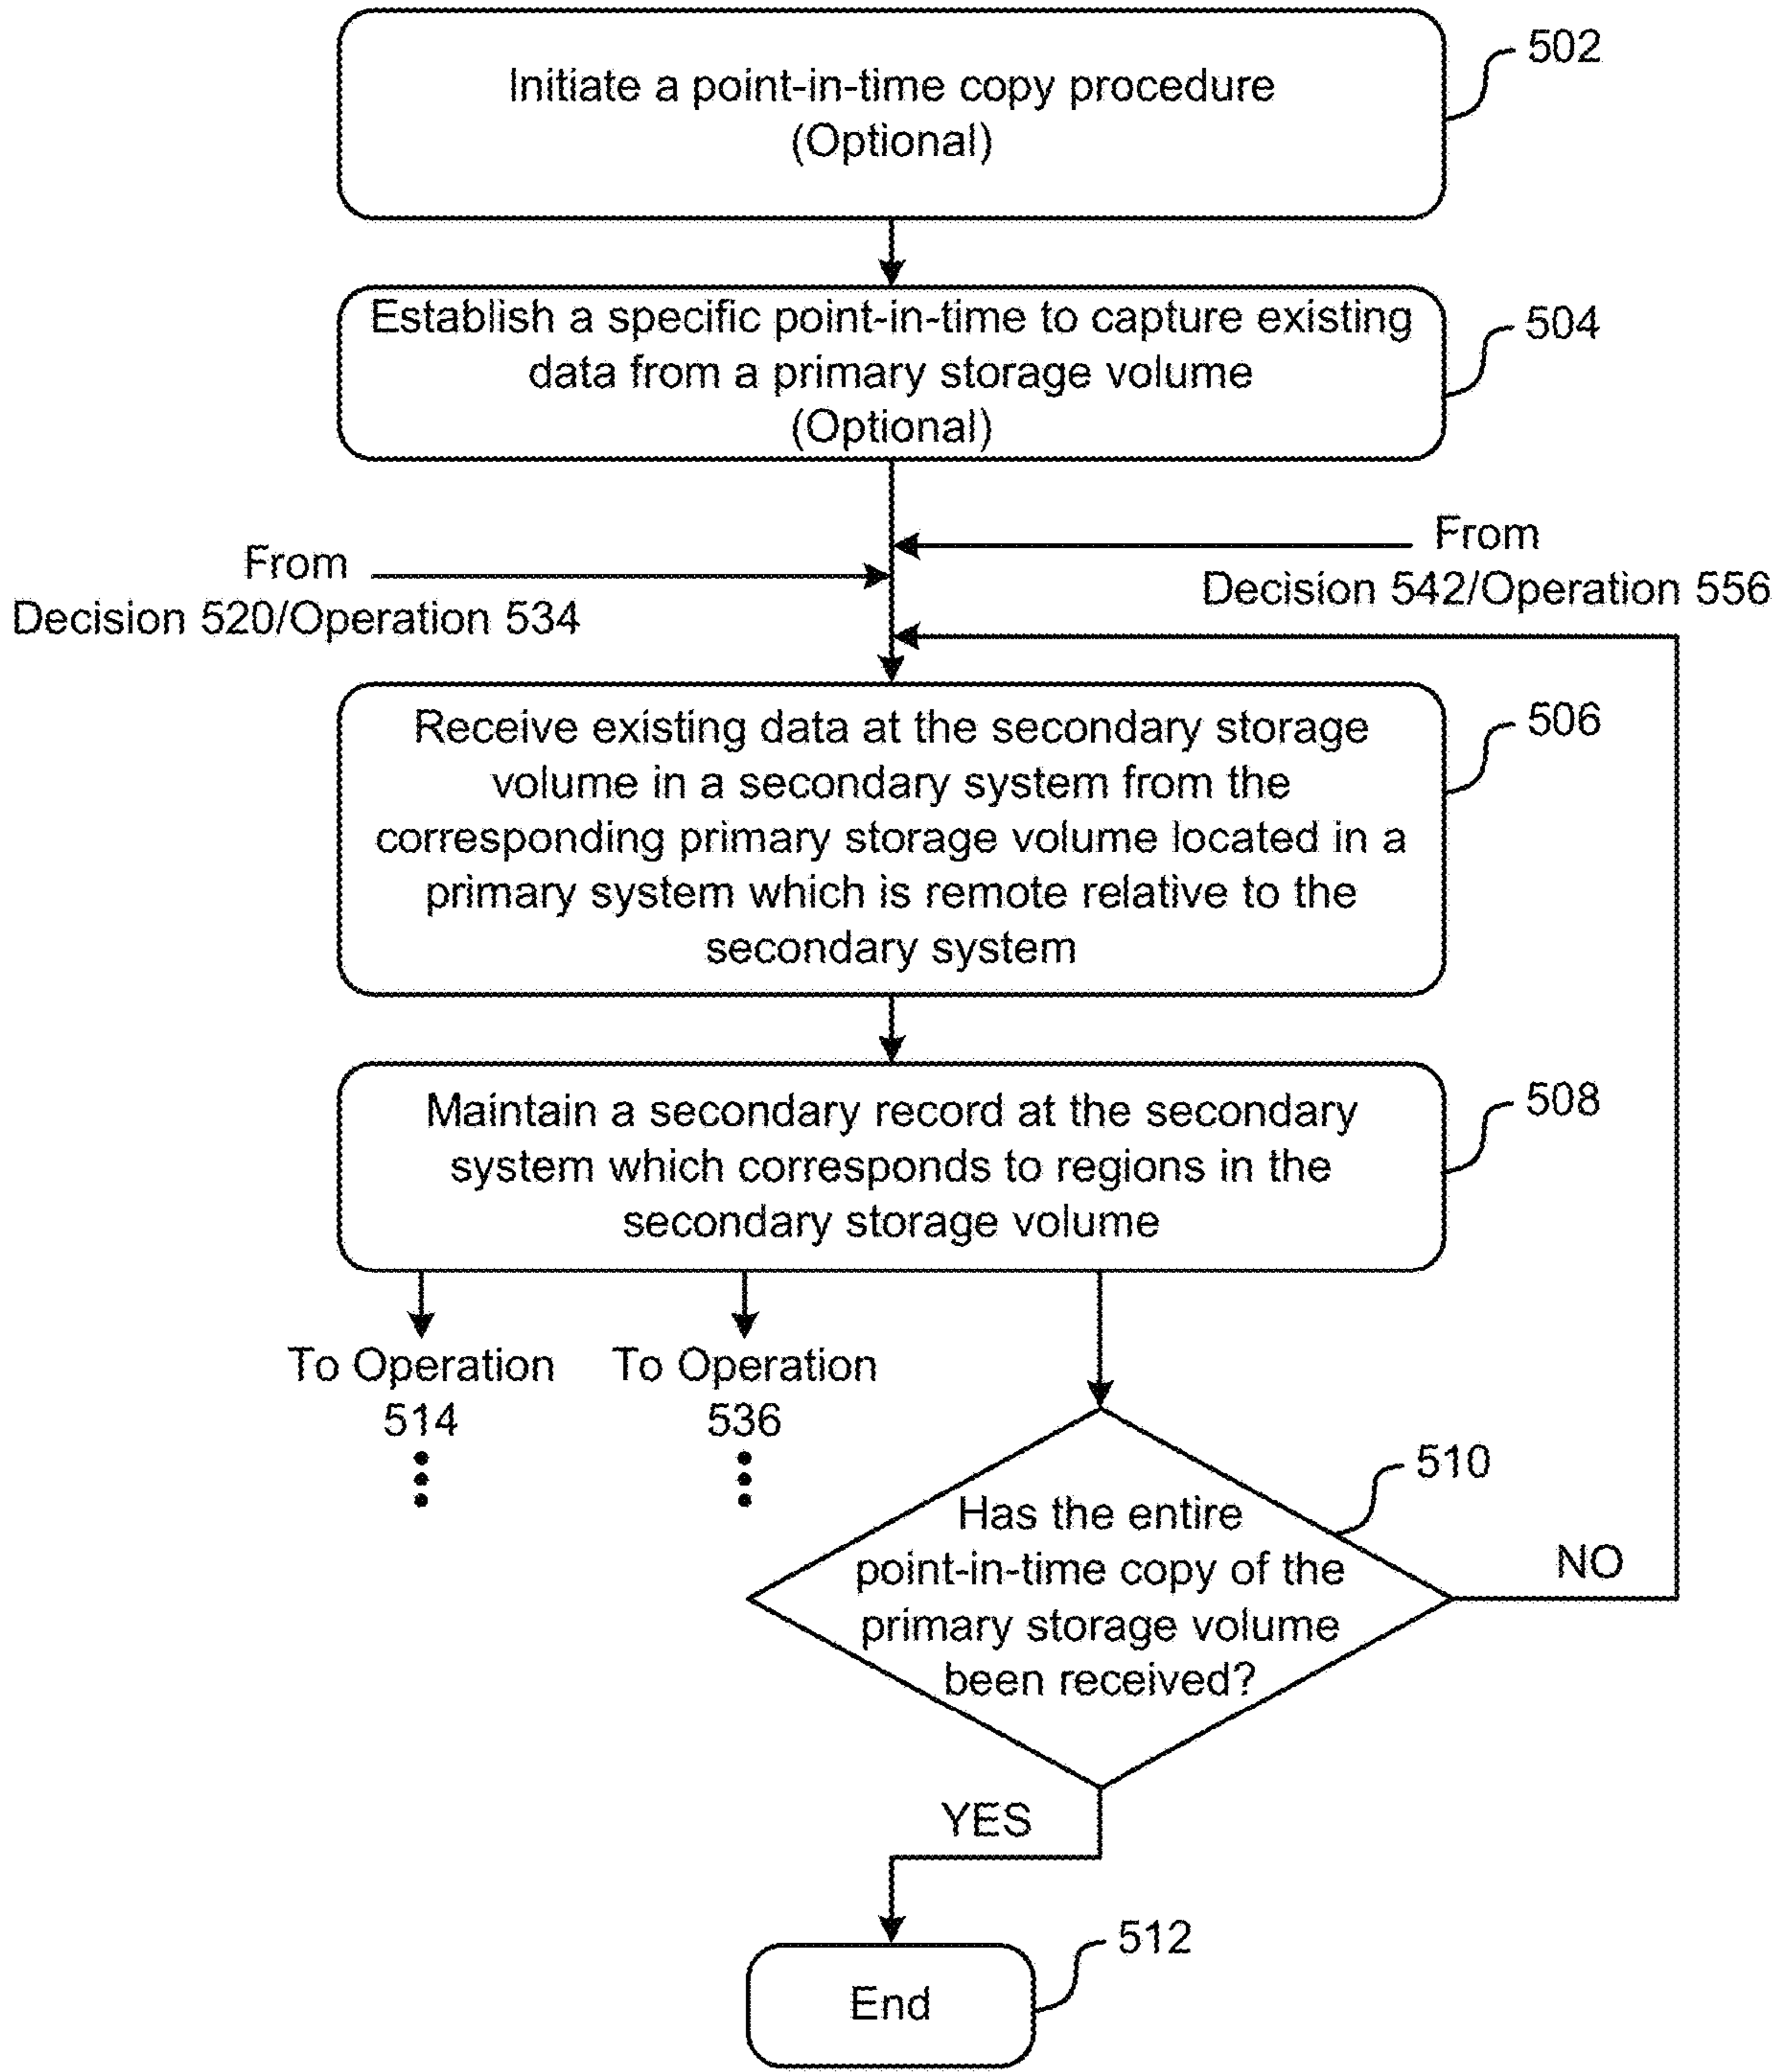 Initiate a point-in-time copy procedure
(Optional)
502
Establish a specific point-in-time to capture existing
data from a primary storage volume
(Optional)
504
From
Decision 520/Operation 534
From
Decision 542/Operation 556
Receive existing data at the secondary storage
volume in a secondary system from the
corresponding primary storage volume located in a
primary system which is remote relative to the
secondary system
506
Maintain a secondary record at the secondary
system which corresponds to regions in the
secondary storage volume
508
To Operation
514
To Operation
536
Has the entire
point-in-time copy of the
primary storage volume
been received?
510
NO
YES
End
512